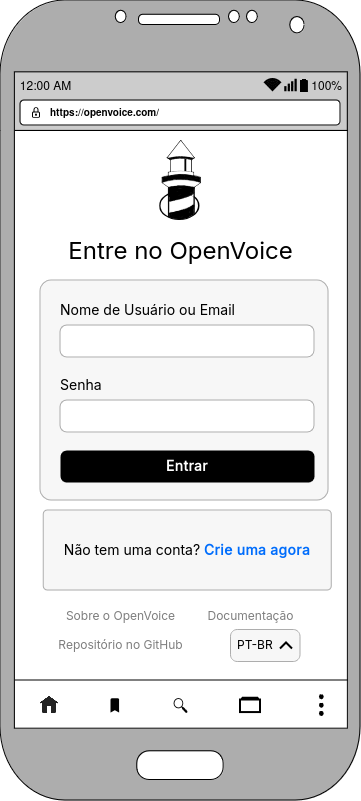 12:00 AM 100%
https://openvoice.com/
Entre no OpenVoice
Nome de Usuário ou Email
Senha
Entrar
Não tem uma conta? Crie uma agora
Sobre o OpenVoice Documentação
Repositório no GitHub PT-BR